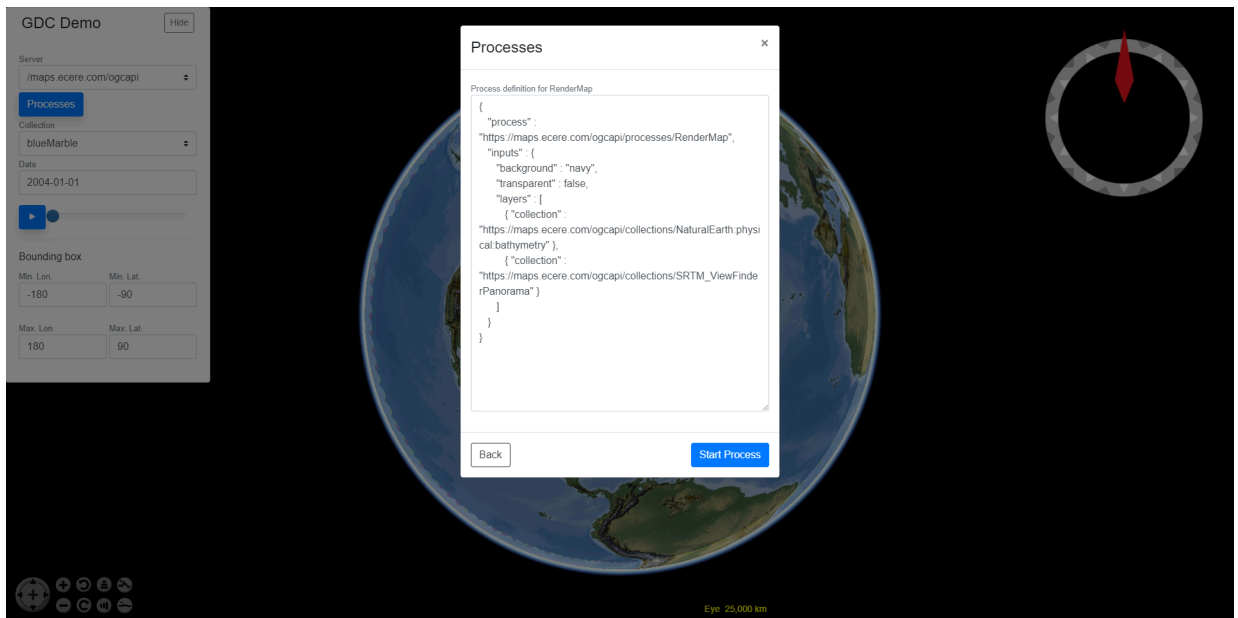 GDC Demo
Hide
Server
/maps.ecere.com/ogcapi
Processes
Collection
blueMarble
Date
2004-01-01
Bounding box
Min. Lon.
Min. Lat.
-180
-90
Max. Lon.
Max. Lat.
180
90
Processes
×
Process definition for RenderMap
{
"process" :
"https://maps.ecere.com/ogcapi/processes/RenderMap",
"inputs" : {
"background" : "navy",
"transparent" : false,
"layers" : [
{ "collection" :
"https://maps.ecere.com/ogcapi/collections/NaturalEarth:physi
cal:bathymetry" },
{ "collection" :
"https://maps.ecere.com/ogcapi/collections/SRTM_ViewFinde
rPanorama" }
]
}
}
Back
Start Process
Eye 25,000 km